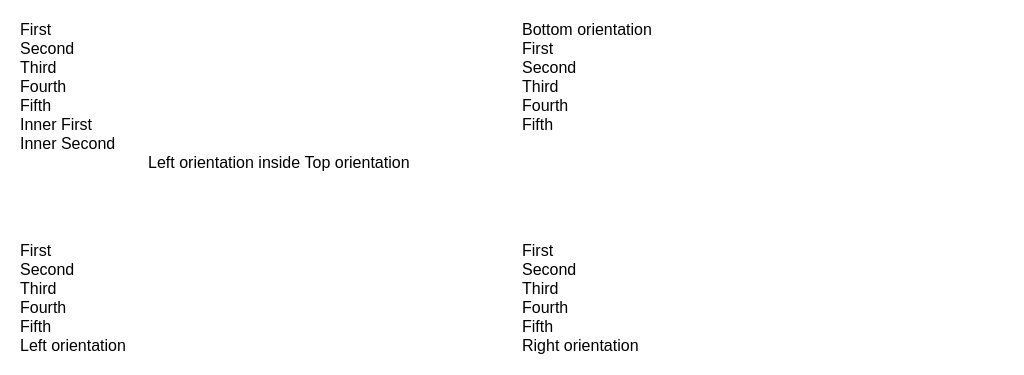 First
Second
Third
Fourth
Fifth
Inner First
Inner Second
Left orientation inside Top orientation
Bottom orientation
First
Second
Third
Fourth
Fifth
First
Second
Third
Fourth
Fifth
Left orientation
First
Second
Third
Fourth
Fifth
Right orientation